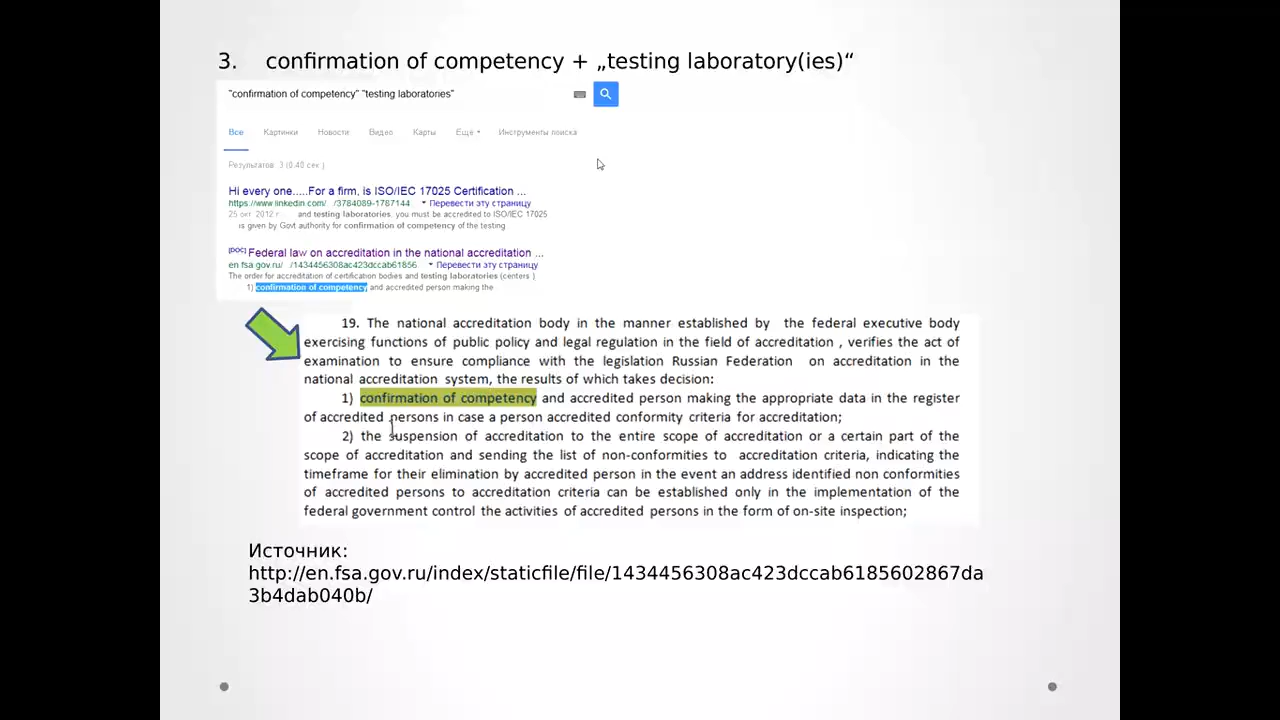 3. confirmation of competency + „testing laboratory(ies)“
"confirmation of competency" "testing laboratories"
Все Картинки Новости Видео Карты Ещё Инструменты поиска
Результатов: 3 (0,40 сек.)
Hi every one.....For a firm, is ISO/IEC 17025 Certification ...
https://www.linkedin.com/ /3784089-1787144 Перевести эту страницу
25 окт. 2012 г. and testing laboratories, you must be accredited to ISO/IEC 17025
is given by Govt authority for confirmation of competency of the testing
[DOC] Federal law on accreditation in the national accreditation ...
en.fsa.gov.ru/ /1434456308ac423dccab61856 Перевести эту страницу
The order for accreditation of certification bodies and testing laboratories (centers )
1) confirmation of competency and accredited person making the
19. The national accreditation body in the manner established by the federal executive body
exercising functions of public policy and legal regulation in the field of accreditation , verifies the act of
examination to ensure compliance with the legislation Russian Federation on accreditation in the
national accreditation system, the results of which takes decision:
1) confirmation of competency and accredited person making the appropriate data in the register
of accredited persons in case a person accredited conformity criteria for accreditation;
2) the suspension of accreditation to the entire scope of accreditation or a certain part of the
scope of accreditation and sending the list of non-conformities to accreditation criteria, indicating the
timeframe for their elimination by accredited person in the event an address identified non conformities
of accredited persons to accreditation criteria can be established only in the implementation of the
federal government control the activities of accredited persons in the form of on-site inspection;
Источник:
http://en.fsa.gov.ru/index/staticfile/file/1434456308ac423dccab6185602867da
3b4dab040b/